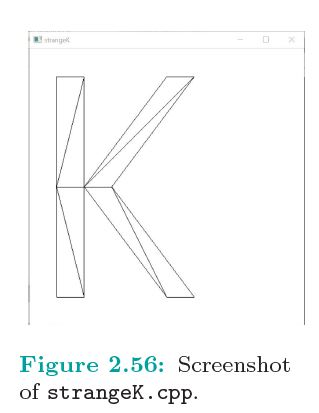 strangeK
Figure 2.56: Screenshot
of strangeK.cpp.